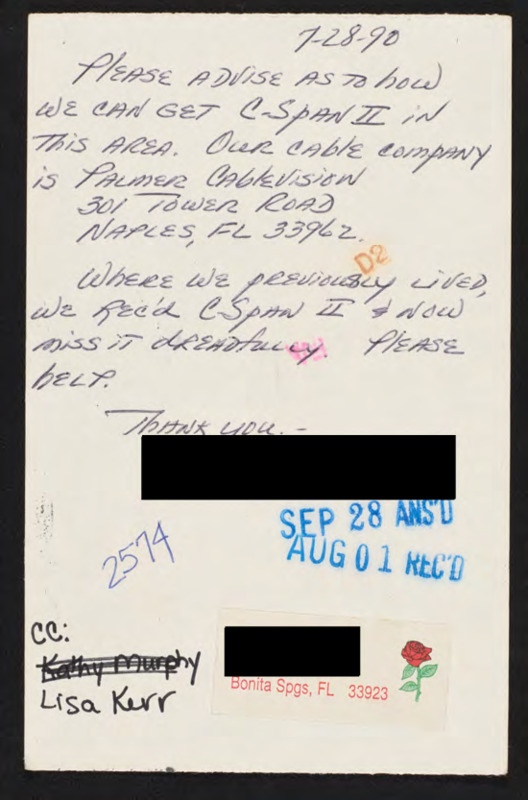 7-28-90
PLEASE ADVISE AS TO how
WE CAN GET C-SPAN II iN
This AREA. OUR CABLE COMPANY
is PALMER CABLEVISION
301 TOWER ROAD
NAPLES, FL 33962.
D2
WHERE WE PREVIOUSLY LIVED,
WE REC'D C-SPAN II & NOW
MISS IT dREADfully. PLEASE
HELP.
THANK YOU.-
SEP 28 ANS'D
AUG 01 REC'D
2574
CC:
Kathy Murphy
Lisa Kerr
Bonita Spgs, FL 33923